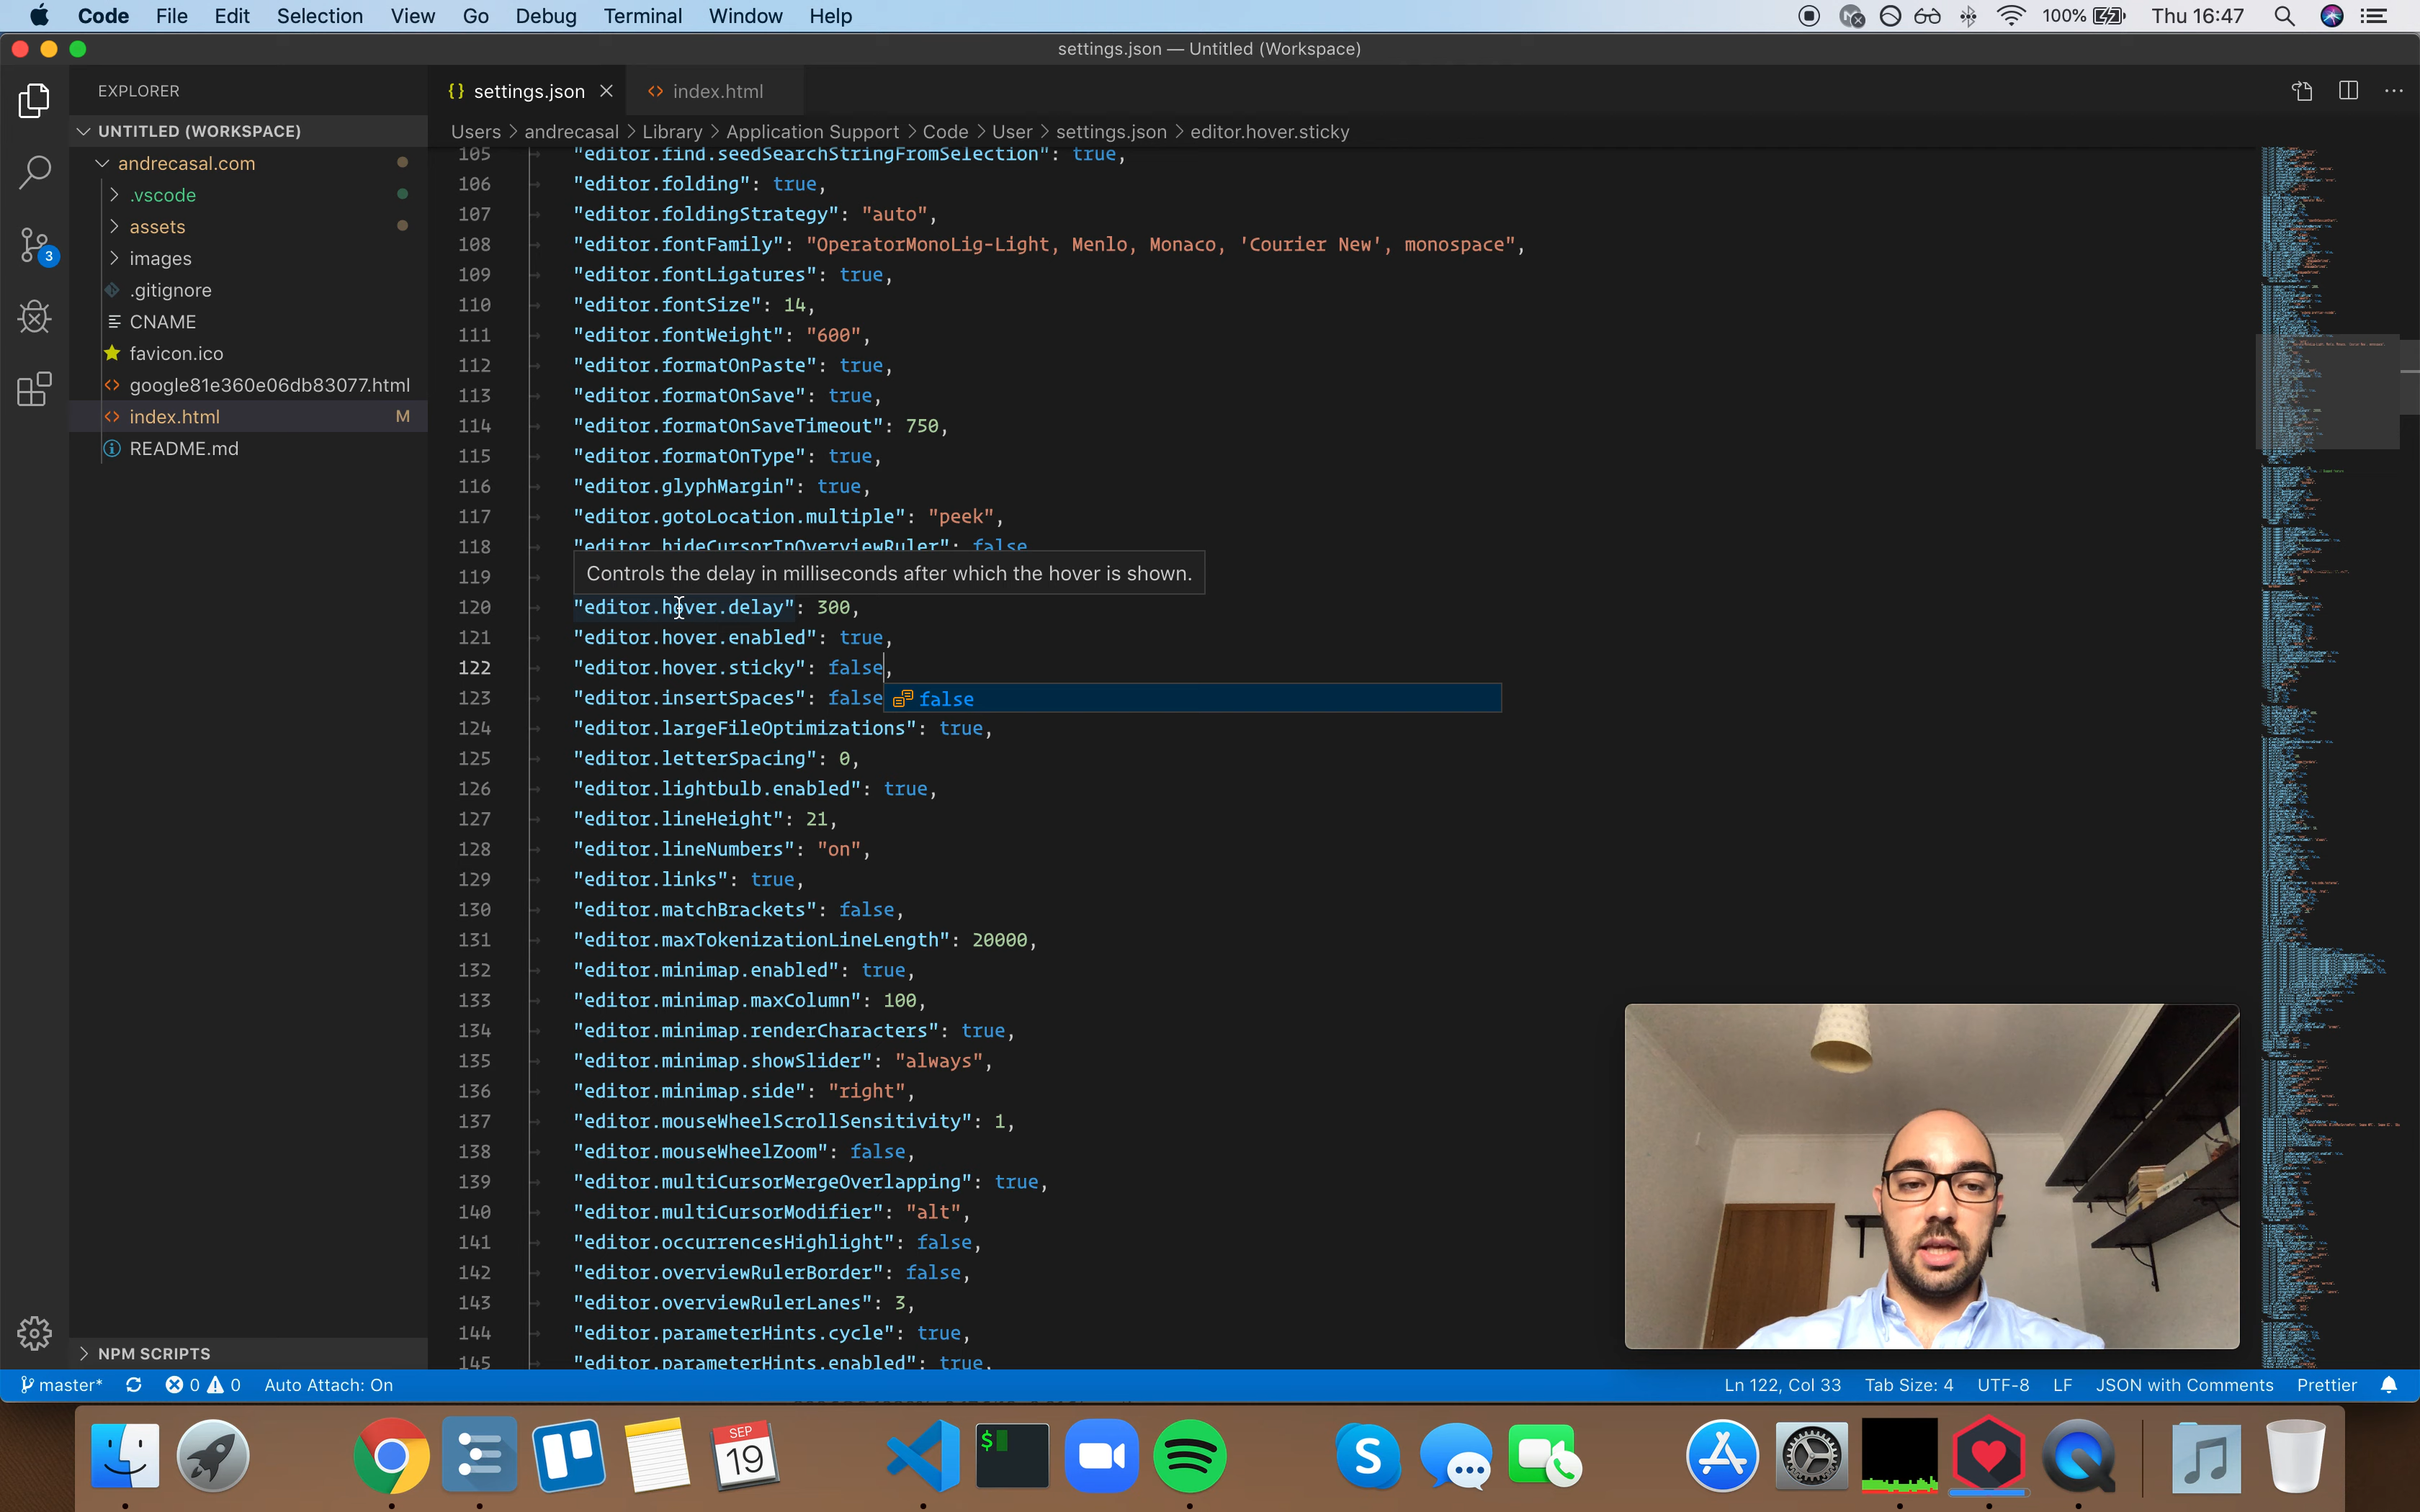 Code File Edit Selection View Go Debug Terminal Window Help 100% Thu 16:47
settings.json — Untitled (Workspace)
EXPLORER
UNTITLED (WORKSPACE)
andrecasal.com
.vscode
assets
images
.gitignore
CNAME
favicon.ico
google81e360e06db83077.html
index.html M
README.md
NPM SCRIPTS
3
{} settings.json × <> index.html
Users > andrecasal > Library > Application Support > Code > User > settings.json > editor.hover.sticky
105 "editor.find.seedSearchStringFromSelection": true,
106 "editor.folding": true,
107 "editor.foldingStrategy": "auto",
108 "editor.fontFamily": "OperatorMonoLig-Light, Menlo, Monaco, 'Courier New', monospace",
109 "editor.fontLigatures": true,
110 "editor.fontSize": 14,
111 "editor.fontWeight": "600",
112 "editor.formatOnPaste": true,
113 "editor.formatOnSave": true,
114 "editor.formatOnSaveTimeout": 750,
115 "editor.formatOnType": true,
116 "editor.glyphMargin": true,
117 "editor.gotoLocation.multiple": "peek",
118 "editor.hideCursorInOverviewRuler": false
119
Controls the delay in milliseconds after which the hover is shown.
120 "editor.hover.delay": 300,
121 "editor.hover.enabled": true,
122 "editor.hover.sticky": false,
123 "editor.insertSpaces": false
false
124 "editor.largeFileOptimizations": true,
125 "editor.letterSpacing": 0,
126 "editor.lightbulb.enabled": true,
127 "editor.lineHeight": 21,
128 "editor.lineNumbers": "on",
129 "editor.links": true,
130 "editor.matchBrackets": false,
131 "editor.maxTokenizationLineLength": 20000,
132 "editor.minimap.enabled": true,
133 "editor.minimap.maxColumn": 100,
134 "editor.minimap.renderCharacters": true,
135 "editor.minimap.showSlider": "always",
136 "editor.minimap.side": "right",
137 "editor.mouseWheelScrollSensitivity": 1,
138 "editor.mouseWheelZoom": false,
139 "editor.multiCursorMergeOverlapping": true,
140 "editor.multiCursorModifier": "alt",
141 "editor.occurrencesHighlight": false,
142 "editor.overviewRulerBorder": false,
143 "editor.overviewRulerLanes": 3,
144 "editor.parameterHints.cycle": true,
145 "editor.parameterHints.enabled": true,
master* 0 0 Auto Attach: On Ln 122, Col 33 Tab Size: 4 UTF-8 LF JSON with Comments Prettier
SEP
19
$
S